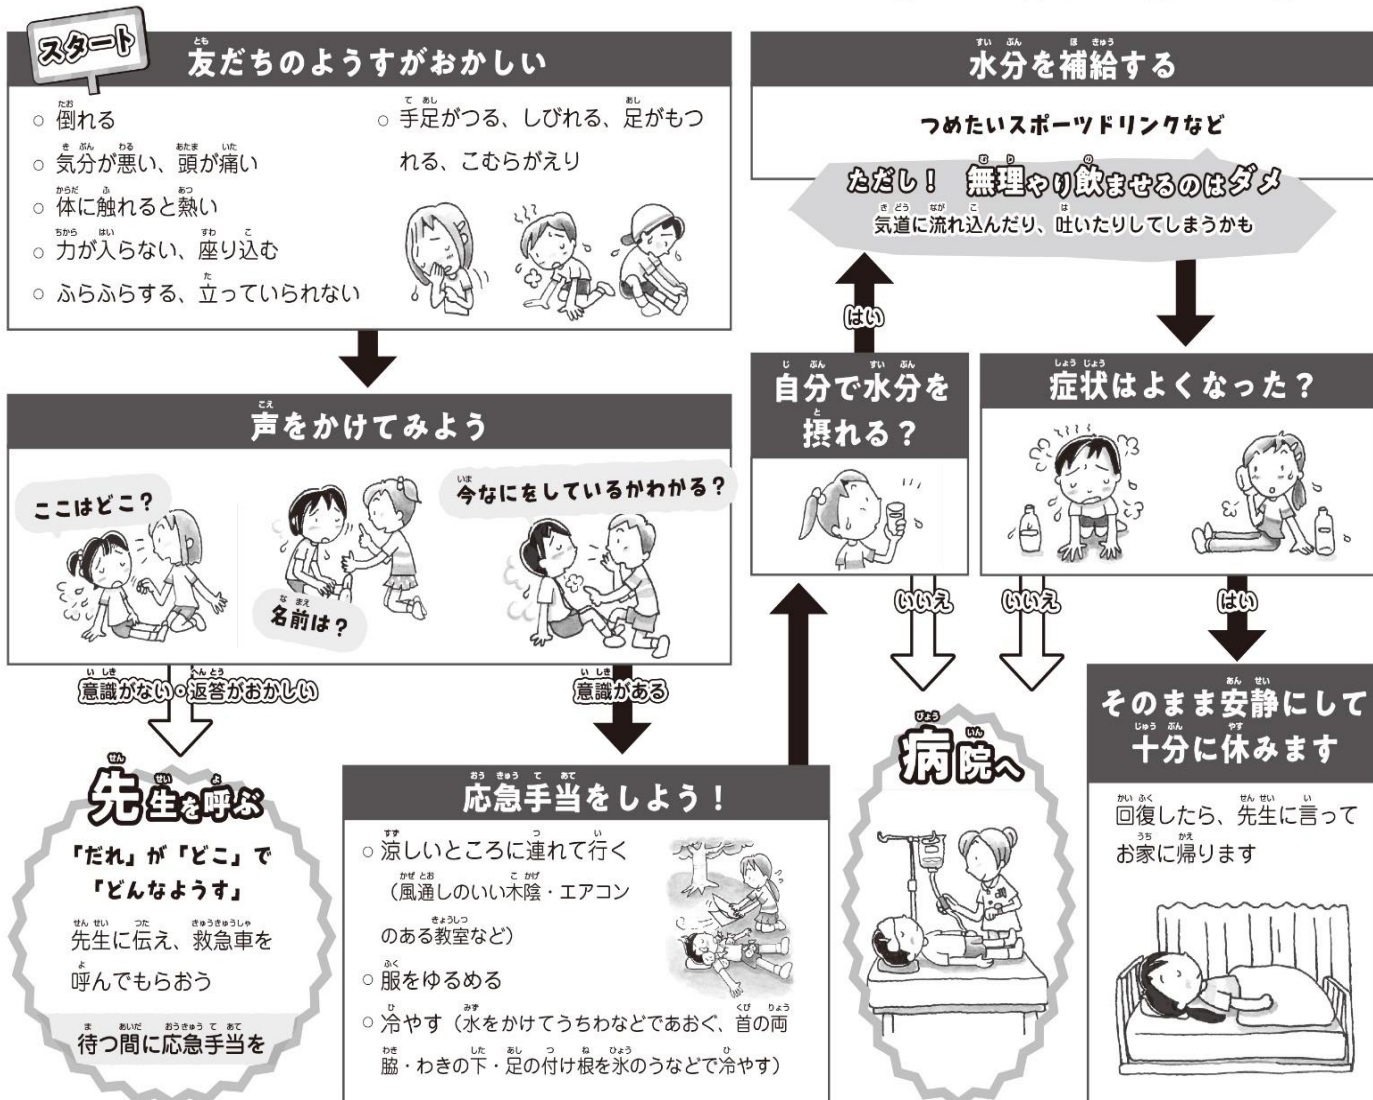 スタート
友だちのようすがおかしい
○ 倒れる
○ 気分が悪い、頭が痛い
○ 体に触れると熱い
○ 力が入らない、座り込む
○ ふらふらする、立っていられない
○ 手足がつる、しびれる、足がもつ
れる、こむらがえり
声をかけてみよう
ここはどこ？
名前は？
今なにをしているかわかる？
意識がない・返答がおかしい
意識がある
先生を呼ぶ
「だれ」が「どこ」で
「どんなようす」
先生に伝え、救急車を
呼んでもらおう
待つ間に応急手当を
応急手当をしよう！
○ 涼しいところに連れて行く
（風通しのいい木陰・エアコン
のある教室など）
○ 服をゆるめる
○ 冷やす（水をかけてうちわなどであおぐ、首の両
脇・わきの下・足の付け根を氷のうなどで冷やす）
自分で水分を
摂れる？
はい
いいえ
水分を補給する
つめたいスポーツドリンクなど
ただし！ 無理やり飲ませるのはダメ
気道に流れ込んだり、吐いたりしてしまうかも
症状はよくなった？
いいえ
はい
病院へ
そのまま安静にして
十分に休みます
回復したら、先生に言って
お家に帰ります